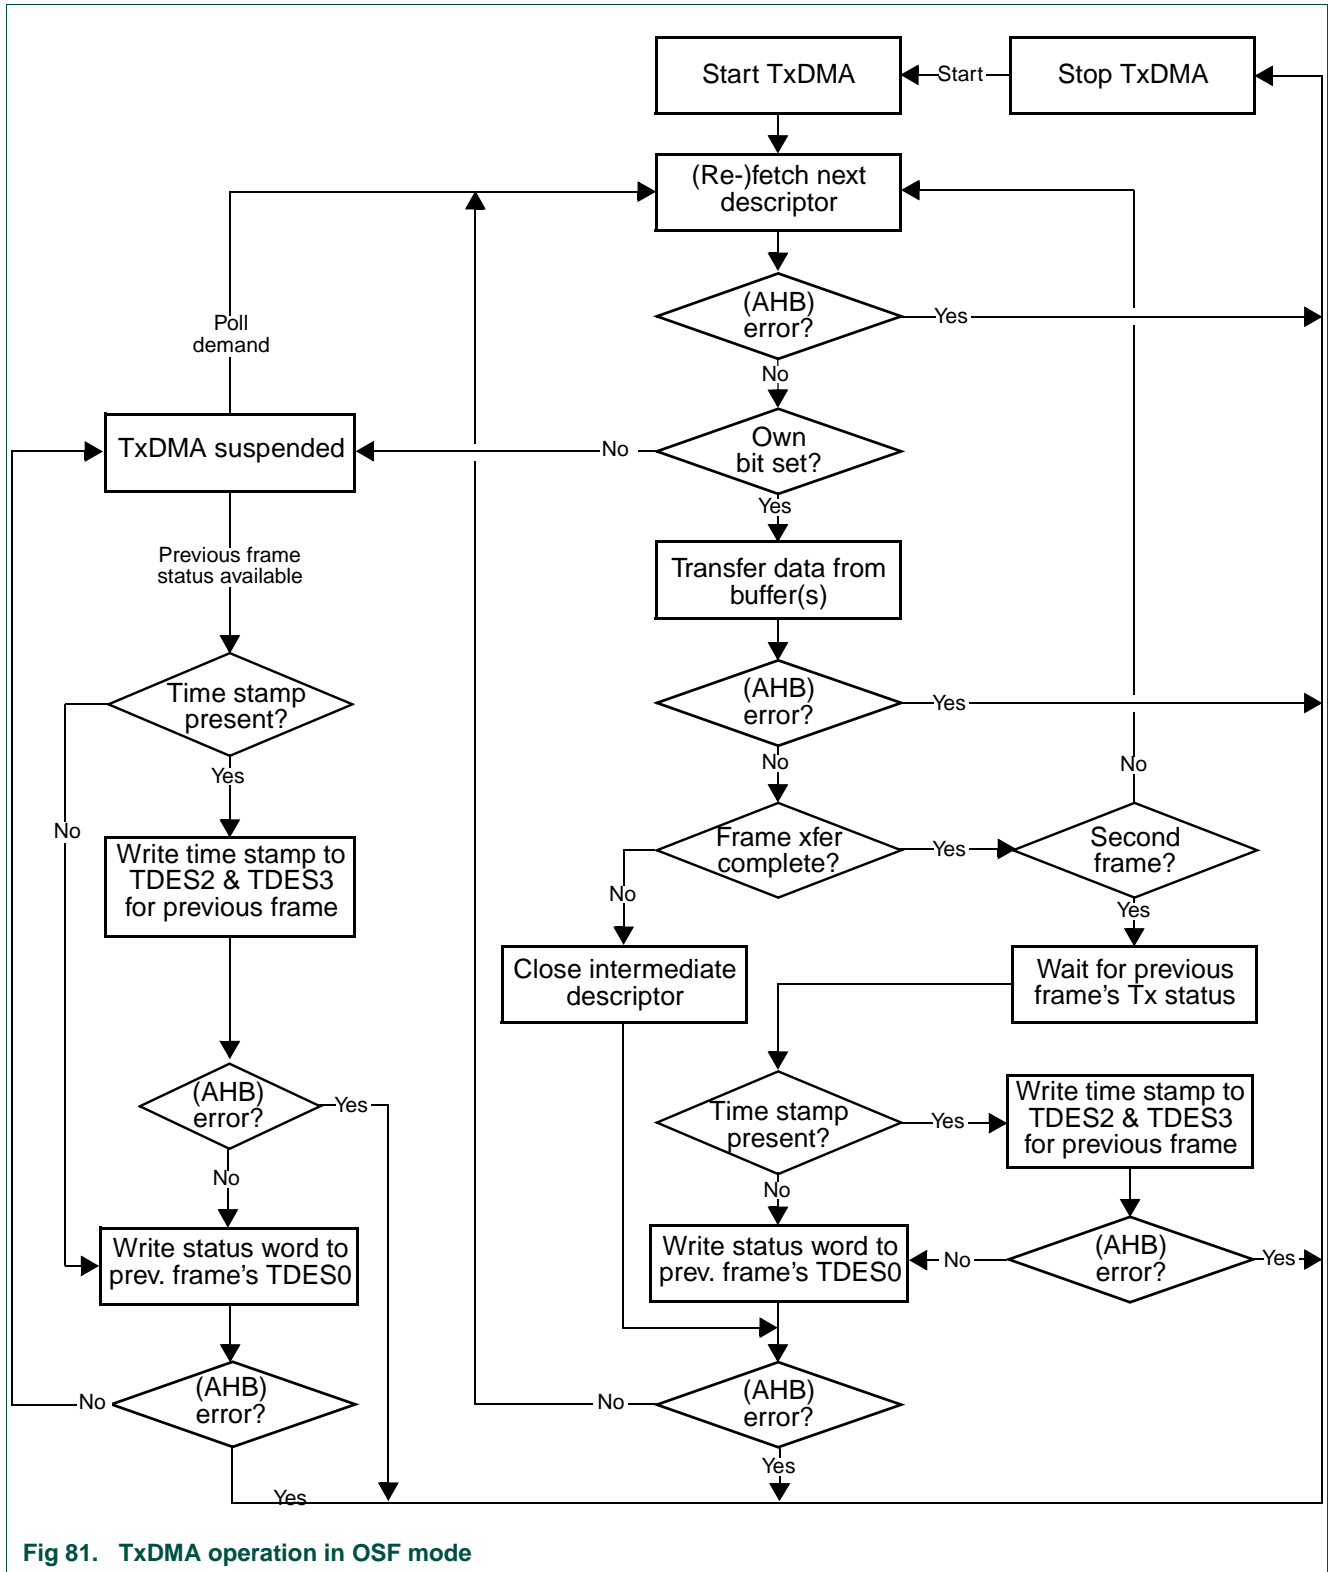 Start TxDMA
Start
Stop TxDMA
(Re-)fetch next
descriptor
(AHB)
error?
Yes
No
Poll
demand
TxDMA suspended
No
Own
bit set?
Yes
Previous frame
status available
Transfer data from
buffer(s)
Time stamp
present?
(AHB)
error?
Yes
No
No
Yes
No
Write time stamp to
TDES2 & TDES3
for previous frame
Frame xfer
complete?
Yes
Second
frame?
No
Yes
Close intermediate
descriptor
Wait for previous
frame's Tx status
(AHB)
error?
Yes
No
Time stamp
present?
Yes
Write time stamp to
TDES2 & TDES3
for previous frame
No
Write status word to
prev. frame's TDES0
Write status word to
prev. frame's TDES0
No
(AHB)
error?
Yes
No
(AHB)
error?
Yes
No
(AHB)
error?
Yes
Fig 81. TxDMA operation in OSF mode